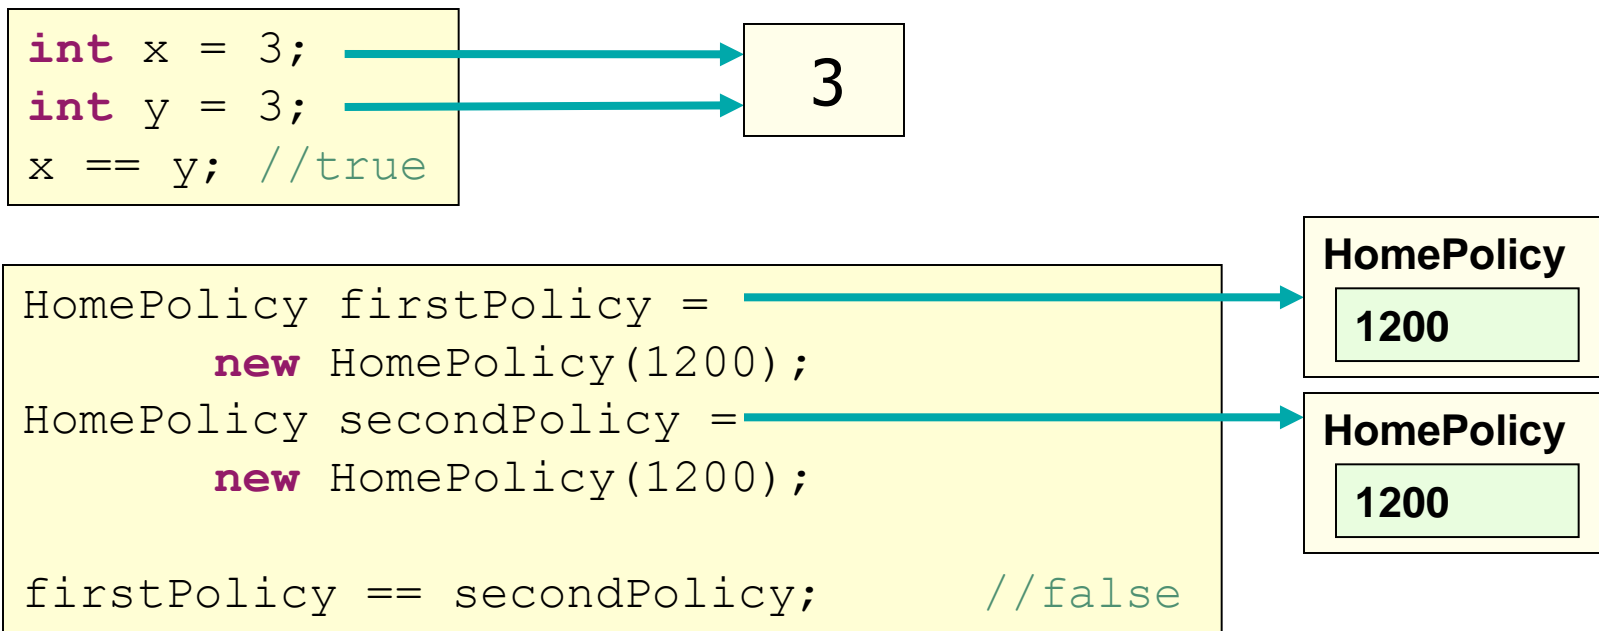 int x = 3;
int y = 3;
x == y; //true
3
HomePolicy firstPolicy =
new HomePolicy(1200);
HomePolicy secondPolicy =
new HomePolicy(1200);
firstPolicy == secondPolicy; //false
HomePolicy
1200
HomePolicy
1200